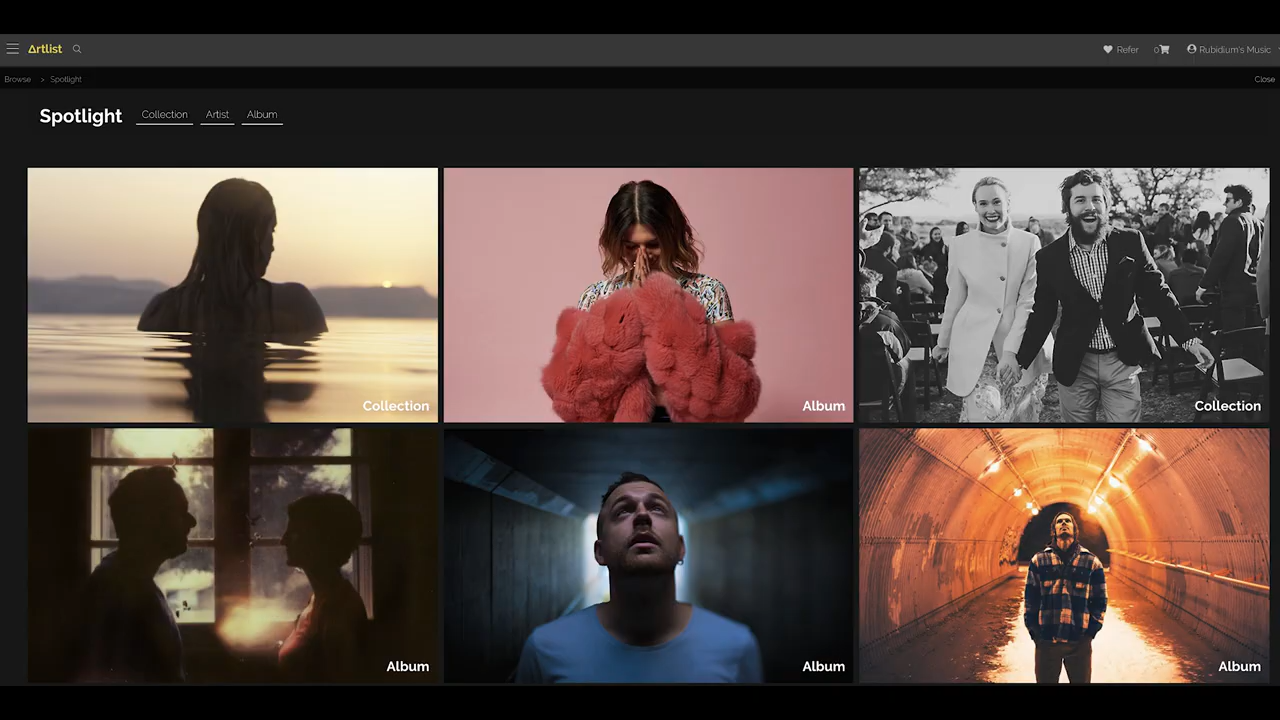 Artlist
Refer
0
Rubidium's Music
Browse > Spotlight
Close
Spotlight
Collection
Artist
Album
Collection
Album
Collection
Album
Album
Album